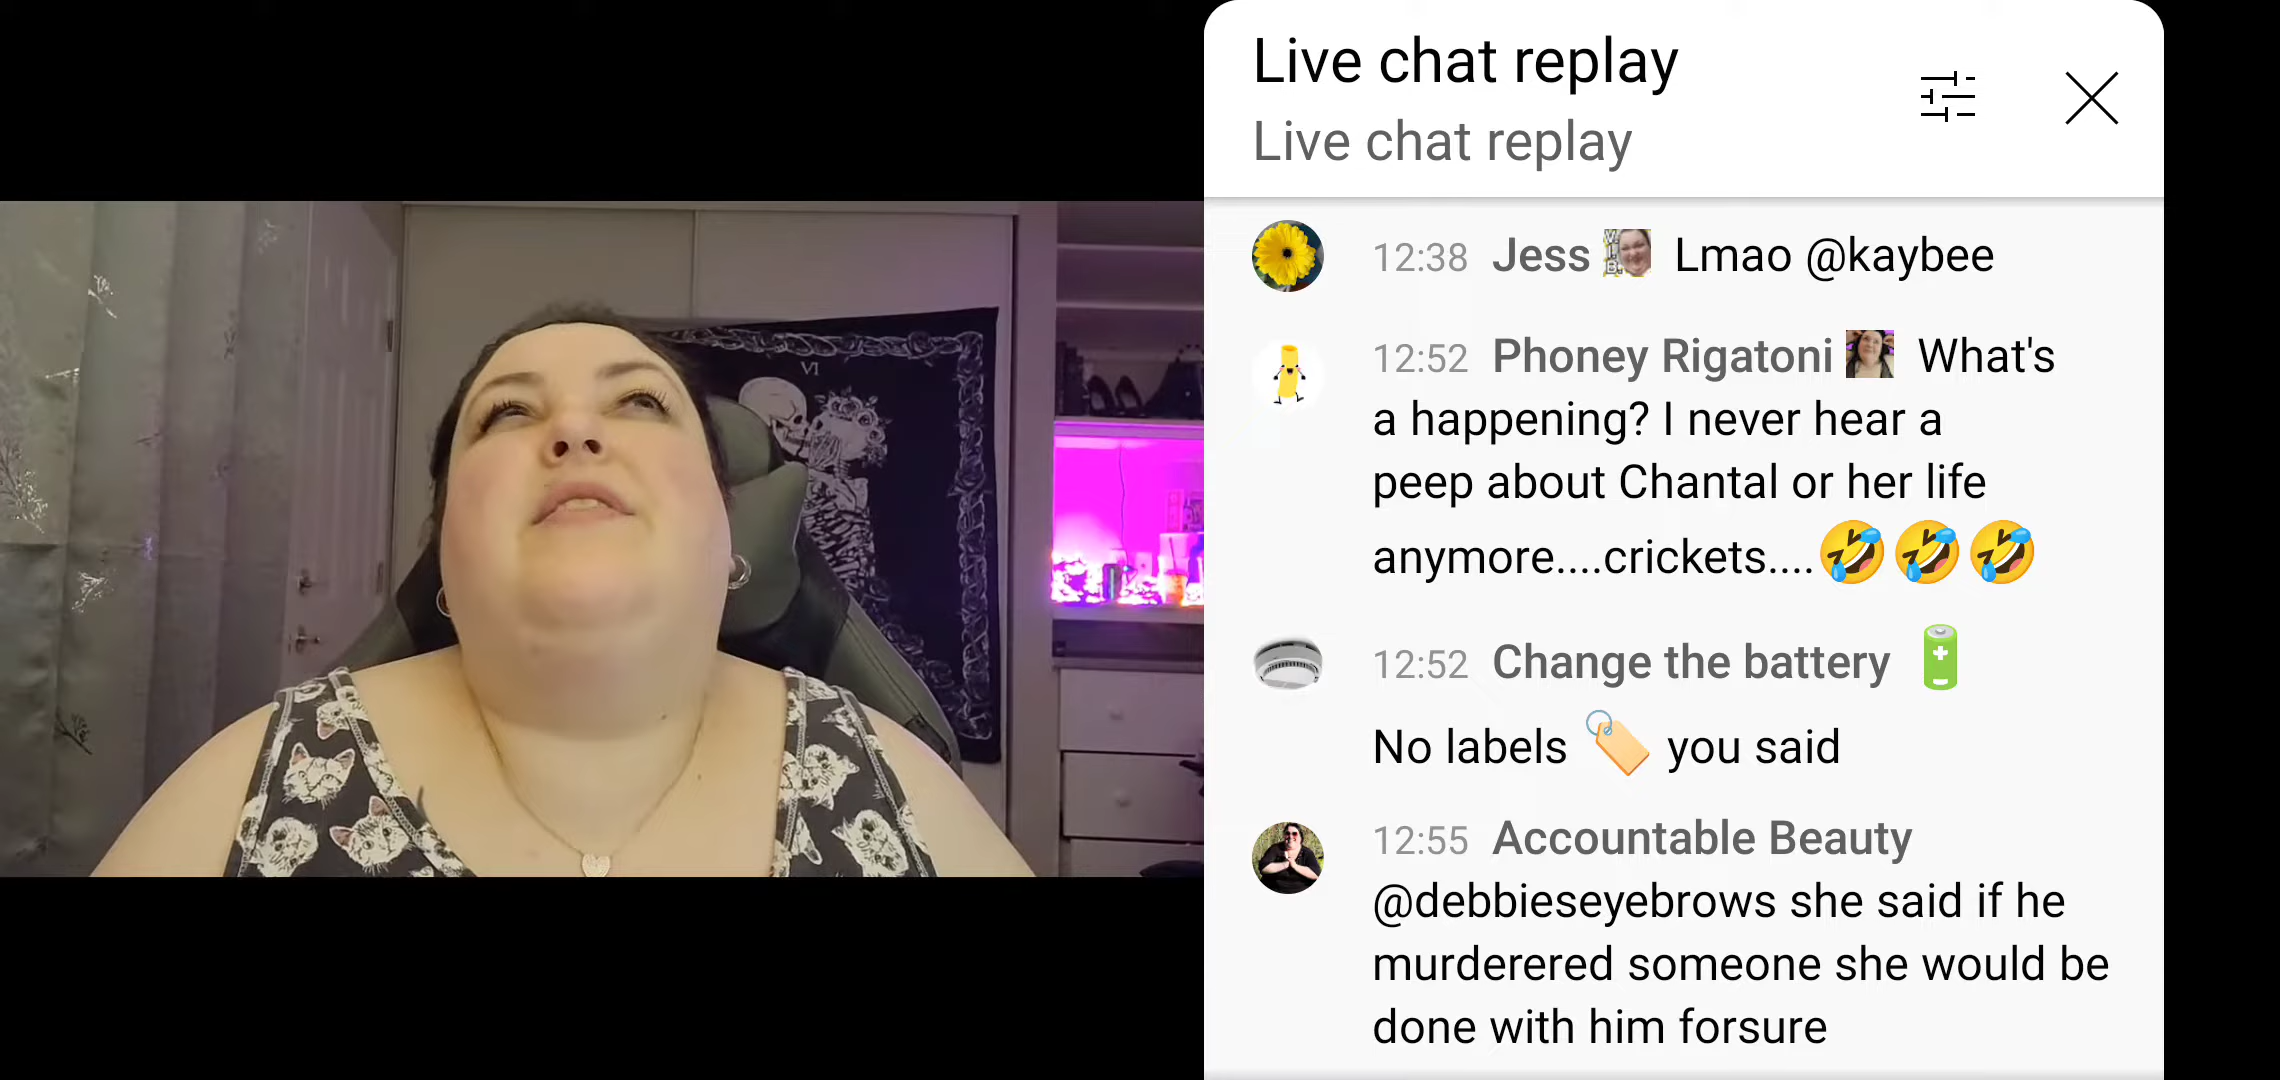 Live chat replay
Live chat replay
12:38 Jess Lmao @kaybee
12:52 Phoney Rigatoni What's
a happening? I never hear a
peep about Chantal or her life
anymore....crickets....🤣🤣🤣
12:52 Change the battery 🔋
No labels 🏷️ you said
12:55 Accountable Beauty
@debbieseyebrows she said if he
murderered someone she would be
done with him forsure
VI